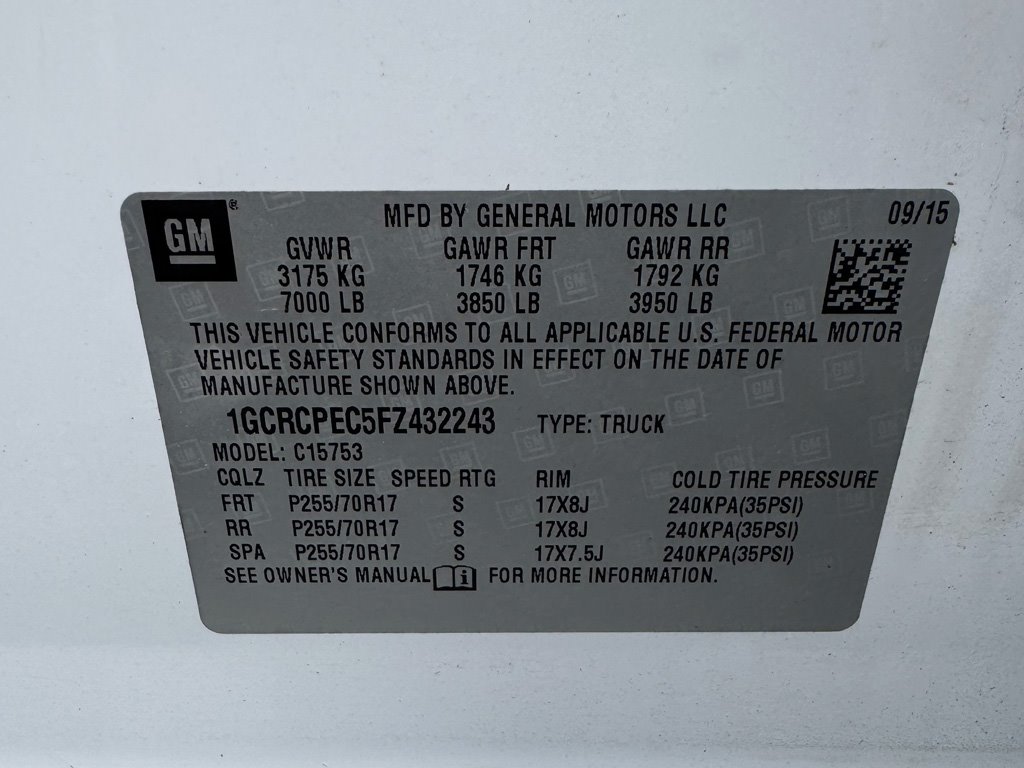 GM ® MFD BY GENERAL MOTORS LLC 09/15
GVWR GAWR FRT GAWR RR
3175 KG 1746 KG 1792 KG
7000 LB 3850 LB 3950 LB
THIS VEHICLE CONFORMS TO ALL APPLICABLE U.S. FEDERAL MOTOR
VEHICLE SAFETY STANDARDS IN EFFECT ON THE DATE OF
MANUFACTURE SHOWN ABOVE.
1GCRCPEC5FZ432243 TYPE: TRUCK
MODEL: C15753
CQLZ TIRE SIZE SPEED RTG RIM COLD TIRE PRESSURE
FRT P255/70R17 S 17X8J 240KPA(35PSI)
RR P255/70R17 S 17X8J 240KPA(35PSI)
SPA P255/70R17 S 17X7.5J 240KPA(35PSI)
SEE OWNER'S MANUAL i FOR MORE INFORMATION.